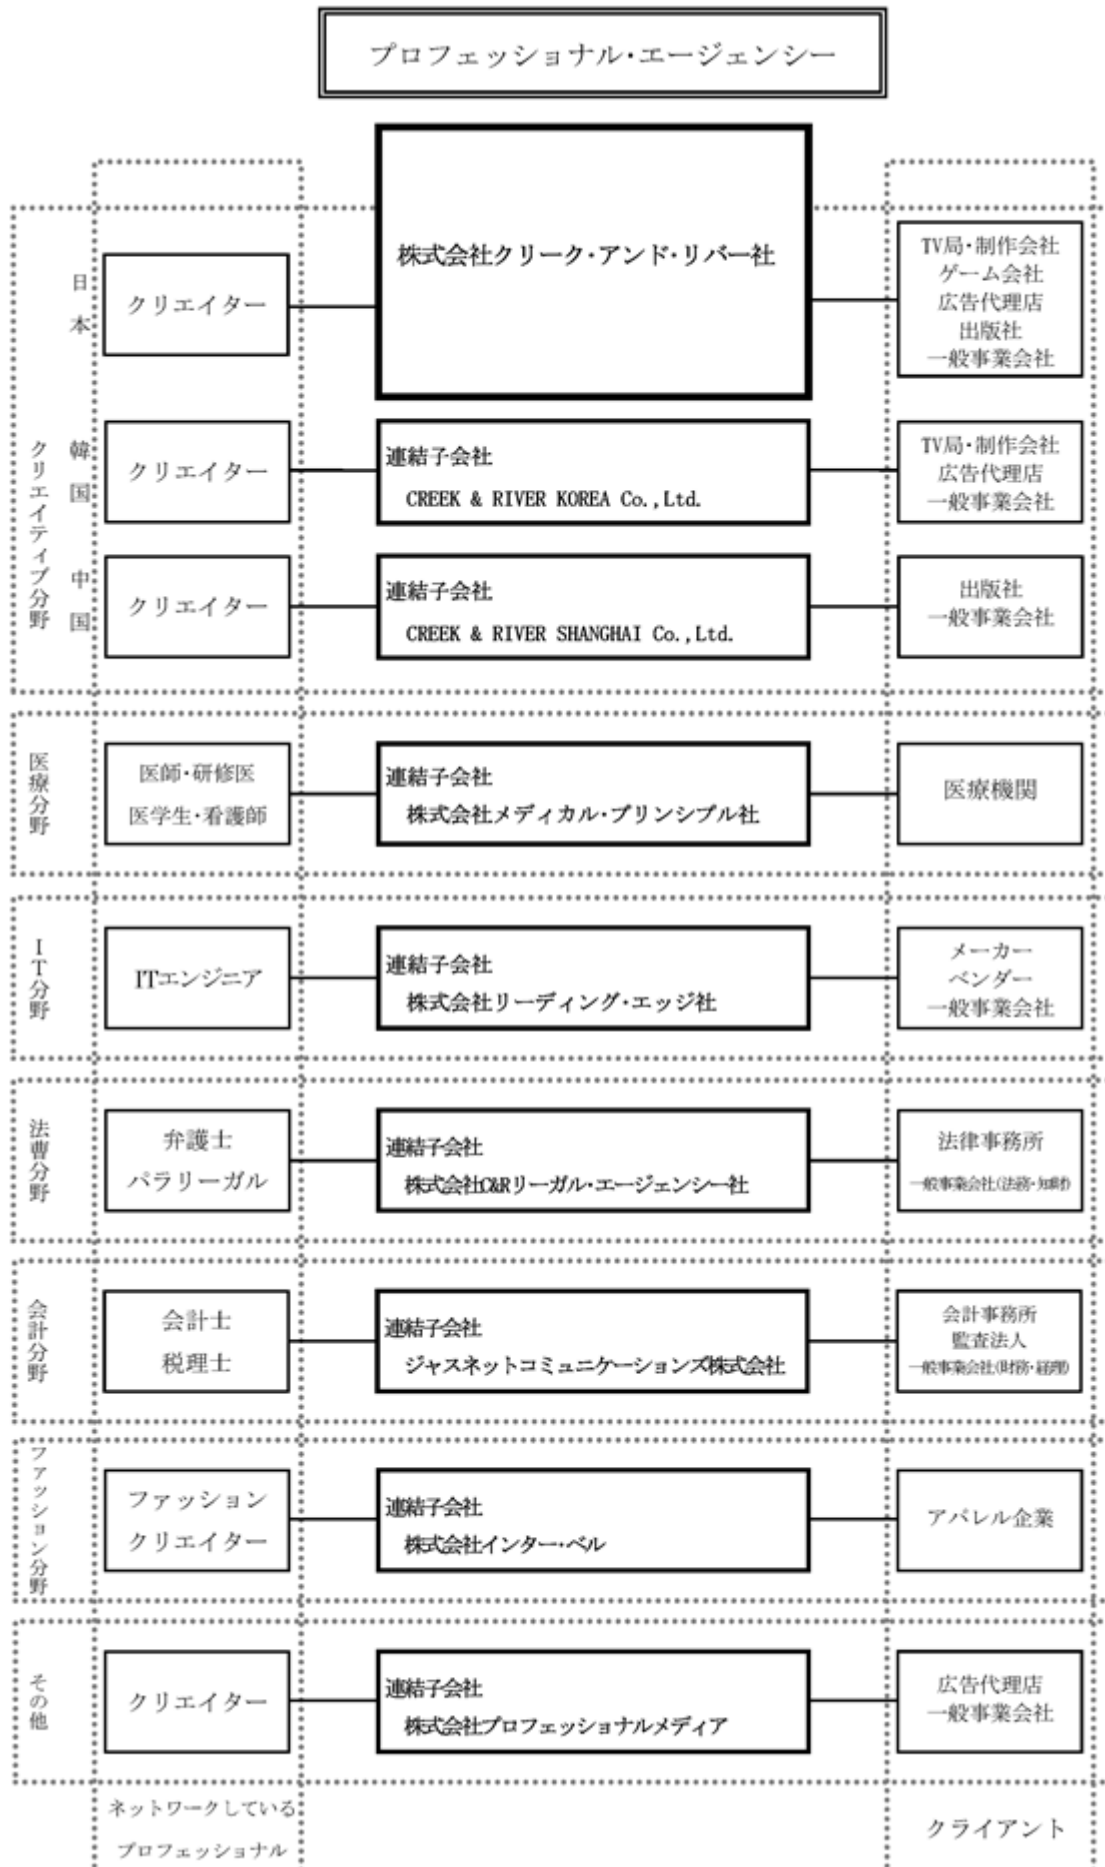 プロフェッショナル・エージェンシー
クリエイティブ分野
日本
クリエイター
株式会社クリーク・アンド・リバー社
TV局・制作会社
ゲーム会社
広告代理店
出版社
一般事業会社
韓国
クリエイター
連結子会社
CREEK & RIVER KOREA Co.,Ltd.
TV局・制作会社
広告代理店
一般事業会社
中国
クリエイター
連結子会社
CREEK & RIVER SHANGHAI Co.,Ltd.
出版社
一般事業会社
医療分野
医師・研修医
医学生・看護師
連結子会社
株式会社メディカル・プリンシプル社
医療機関
IT分野
ITエンジニア
連結子会社
株式会社リーディング・エッジ社
メーカー
ベンダー
一般事業会社
法曹分野
弁護士
パラリーガル
連結子会社
株式会社C&Rリーガル・エージェンシー社
法律事務所
一般事業会社(法務・知財)
会計分野
会計士
税理士
連結子会社
ジャスネットコミュニケーションズ株式会社
会計事務所
監査法人
一般事業会社(財務・経理)
ファッション分野
ファッション
クリエイター
連結子会社
株式会社インター・ベル
アパレル企業
その他
クリエイター
連結子会社
株式会社プロフェッショナルメディア
広告代理店
一般事業会社
ネットワークしている
プロフェッショナル
クライアント